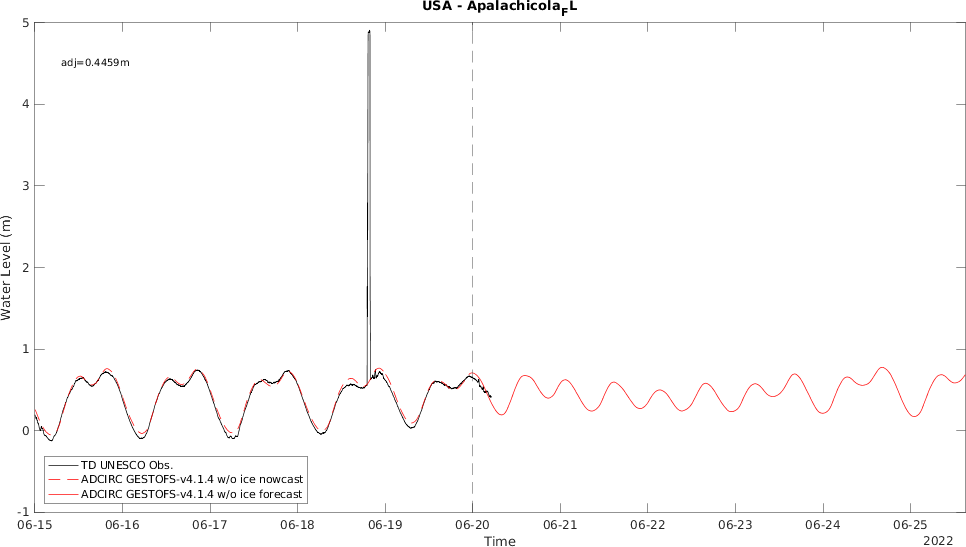 USA - Apalachicola_FL
adj=0.4459m
5
4
3
2
1
0
-1
Water Level (m)
TD UNESCO Obs.
ADCIRC GESTOFS-v4.1.4 w/o ice nowcast
ADCIRC GESTOFS-v4.1.4 w/o ice forecast
06-15 06-16 06-17 06-18 06-19 06-20 06-21 06-22 06-23 06-24 06-25
Time
2022